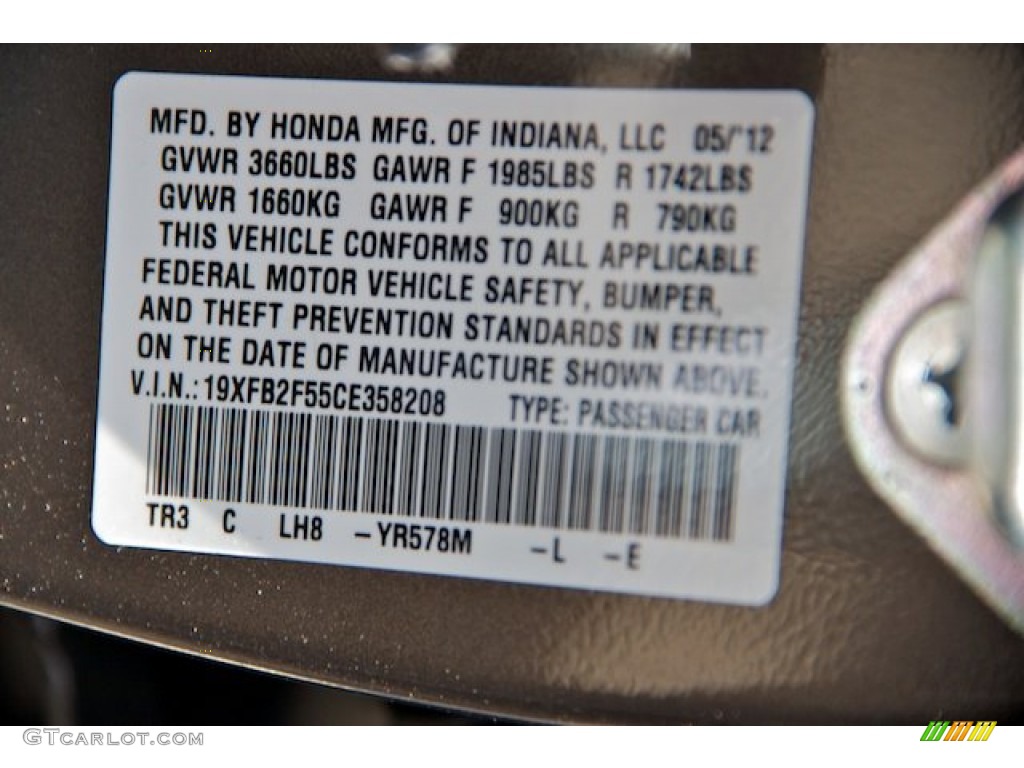 MFD. BY HONDA MFG. OF INDIANA, LLC 05/'12
GVWR 3660LBS GAWR F 1985LBS R 1742LBS
GVWR 1660KG GAWR F 900KG R 790KG
THIS VEHICLE CONFORMS TO ALL APPLICABLE
FEDERAL MOTOR VEHICLE SAFETY, BUMPER,
AND THEFT PREVENTION STANDARDS IN EFFECT
ON THE DATE OF MANUFACTURE SHOWN ABOVE.
V.I.N.: 19XFB2F55CE358208 TYPE: PASSENGER CAR
TR3 C LH8 -YR578M -L -E
GTCARLOT.COM